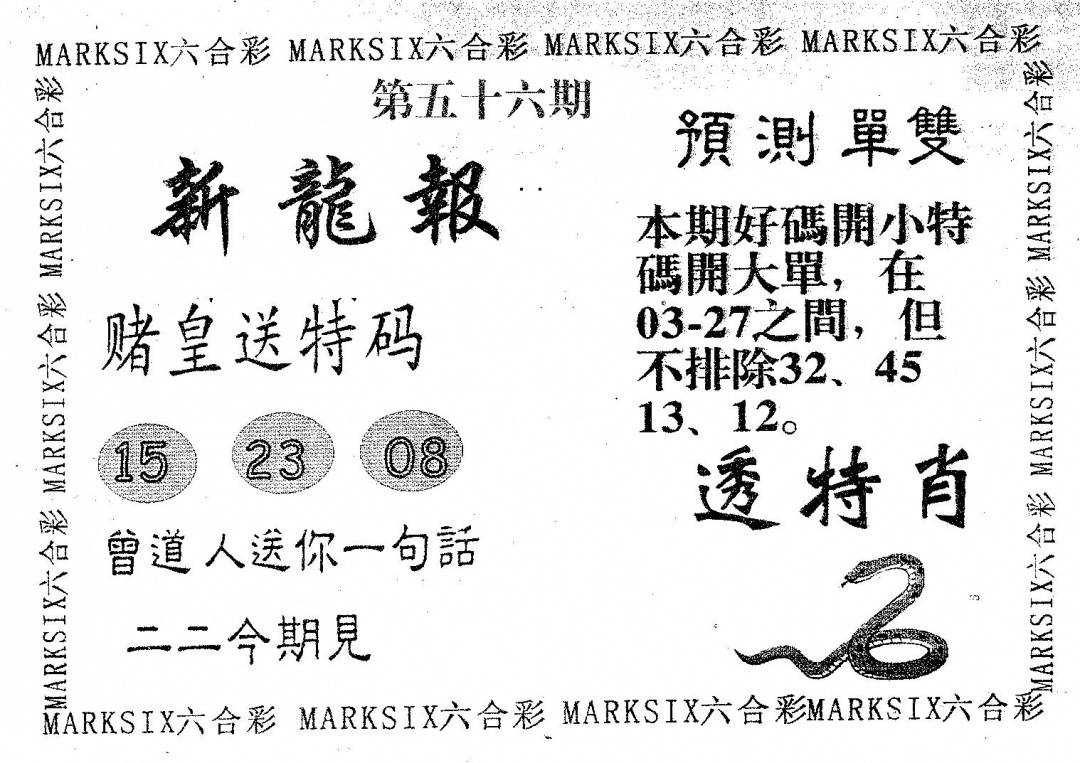 MARKSIX六合彩 MARKSIX六合彩 MARKSIX六合彩 MARKSIX六合彩
MARKSIX六合彩 MARKSIX六合彩 MARKSIX六合彩
第五十六期
新龍報
赌皇送特码
15 23 08
曾道人送你一句話
二二今期見
預測單雙
本期好碼開小特
碼開大單，在
03-27之間，但
不排除32、45
13、12。
透特肖
MARKSIX六合彩 MARKSIX六合彩 MARKSIX六合彩
MARKSIX六合彩 MARKSIX六合彩 MARKSIX六合彩MARKSIX六合彩